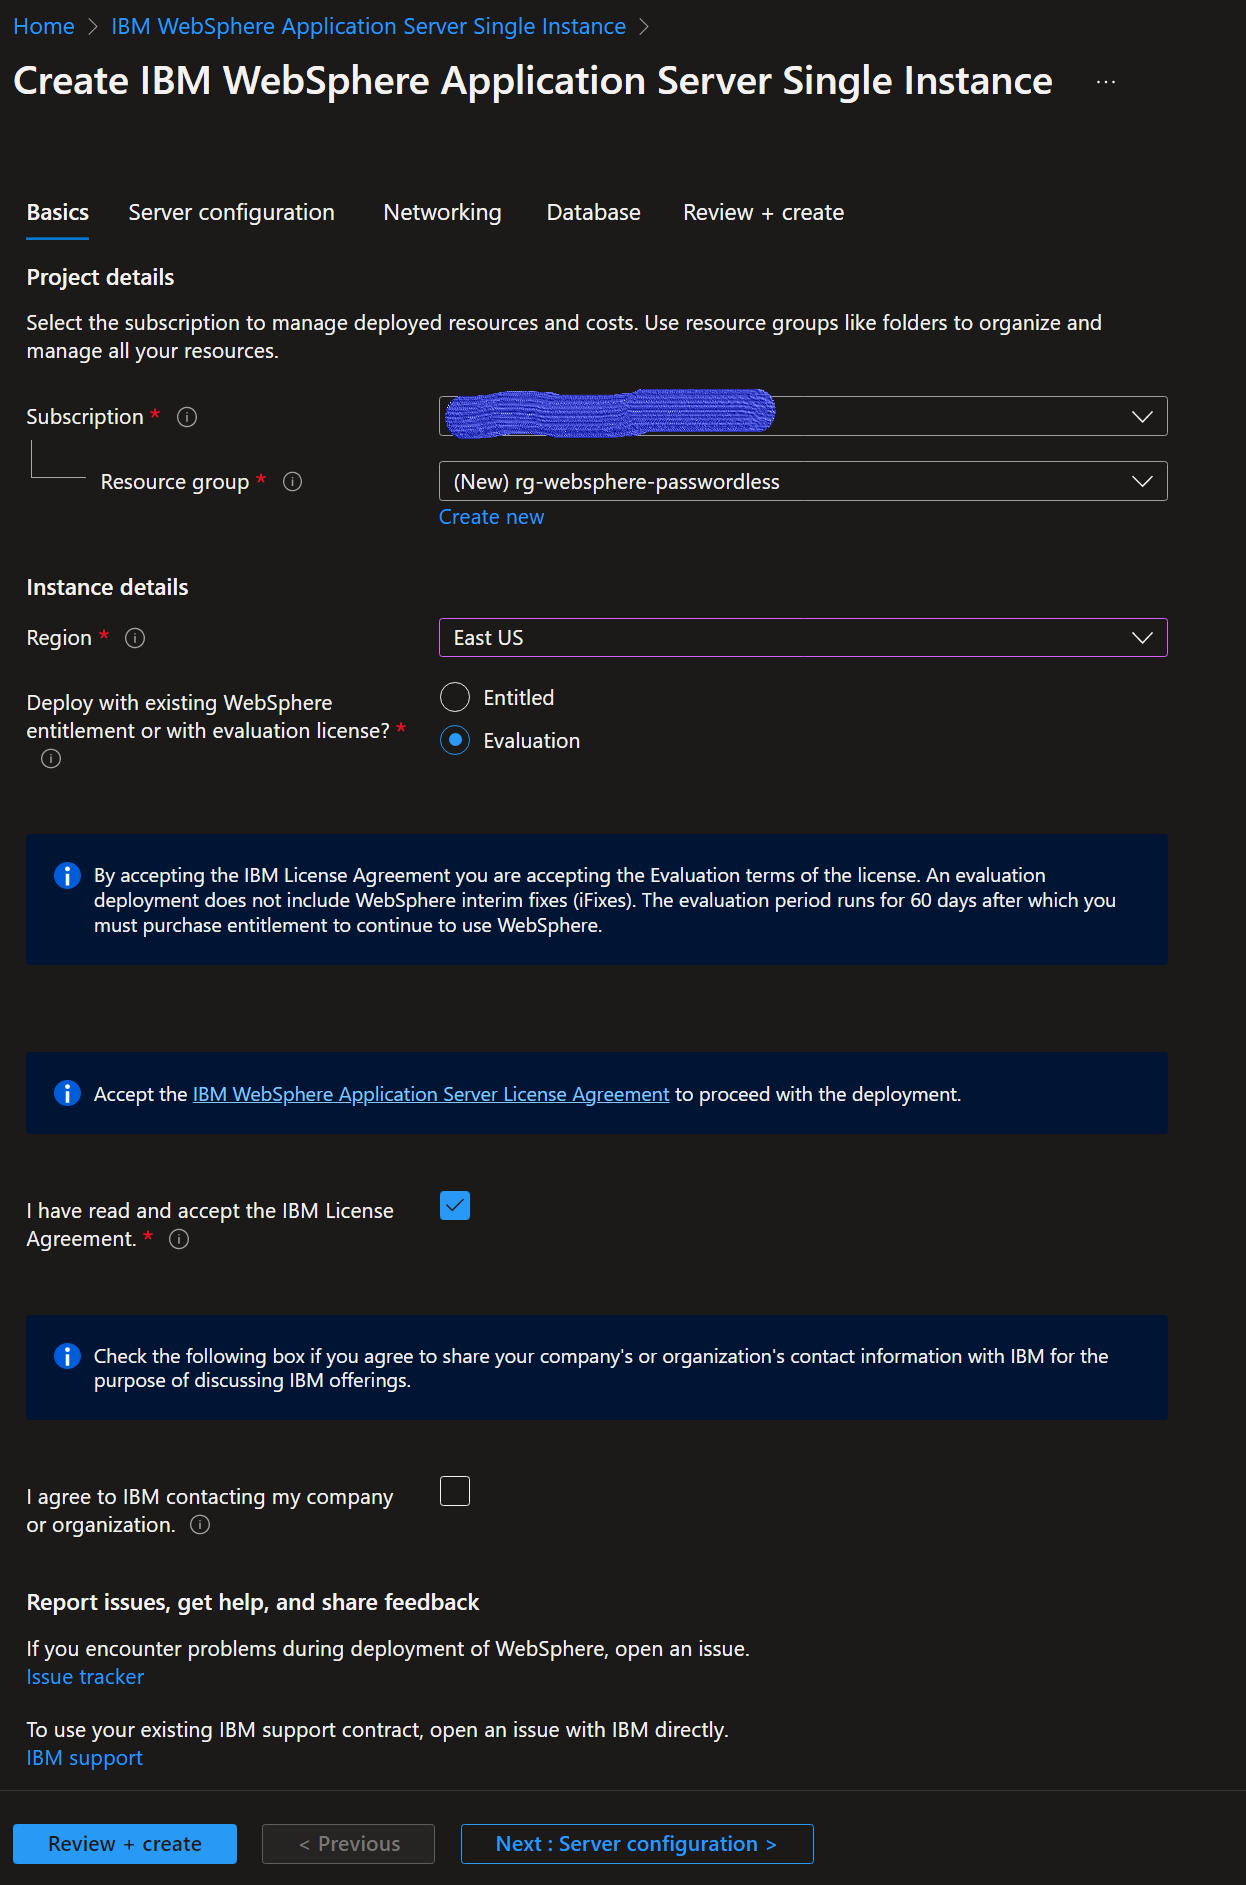 Home > IBM WebSphere Application Server Single Instance >
Create IBM WebSphere Application Server Single Instance ...
Basics Server configuration Networking Database Review + create
Project details
Select the subscription to manage deployed resources and costs. Use resource groups like folders to organize and
manage all your resources.
Subscription *
Resource group * (New) rg-websphere-passwordless
Create new
Instance details
Region * East US
Deploy with existing WebSphere
entitlement or with evaluation license? *
Entitled
Evaluation
By accepting the IBM License Agreement you are accepting the Evaluation terms of the license. An evaluation
deployment does not include WebSphere interim fixes (iFixes). The evaluation period runs for 60 days after which you
must purchase entitlement to continue to use WebSphere.
Accept the IBM WebSphere Application Server License Agreement to proceed with the deployment.
I have read and accept the IBM License
Agreement. *
Check the following box if you agree to share your company's or organization's contact information with IBM for the
purpose of discussing IBM offerings.
I agree to IBM contacting my company
or organization.
Report issues, get help, and share feedback
If you encounter problems during deployment of WebSphere, open an issue.
Issue tracker
To use your existing IBM support contract, open an issue with IBM directly.
IBM support
Review + create < Previous Next : Server configuration >